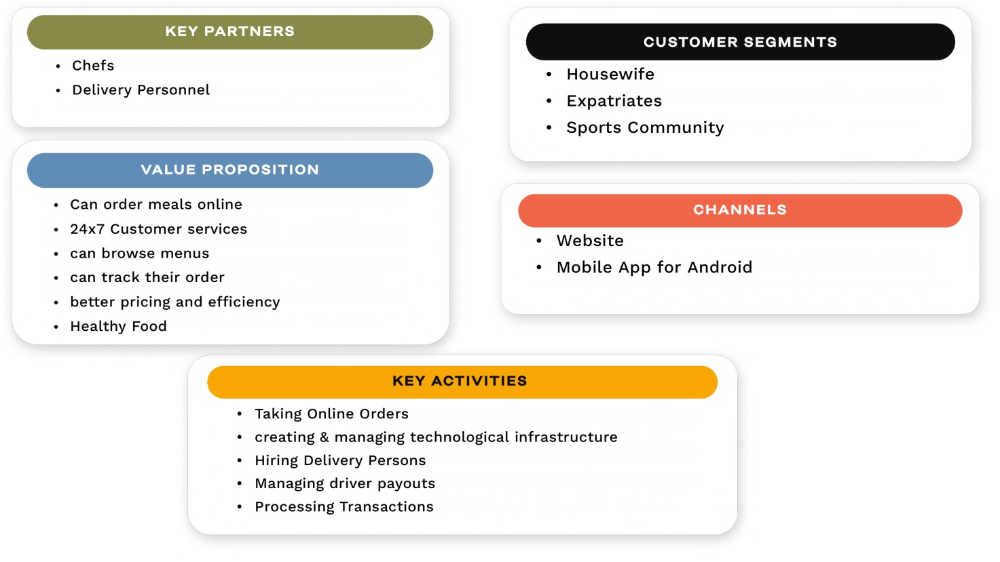 KEY PARTNERS
• Chefs
• Delivery Personnel
VALUE PROPOSITION
• Can order meals online
• 24x7 Customer services
• can browse menus
• can track their order
• better pricing and efficiency
• Healthy Food
CUSTOMER SEGMENTS
• Housewife
• Expatriates
• Sports Community
CHANNELS
• Website
• Mobile App for Android
KEY ACTIVITIES
• Taking Online Orders
• creating & managing technological infrastructure
• Hiring Delivery Persons
• Managing driver payouts
• Processing Transactions